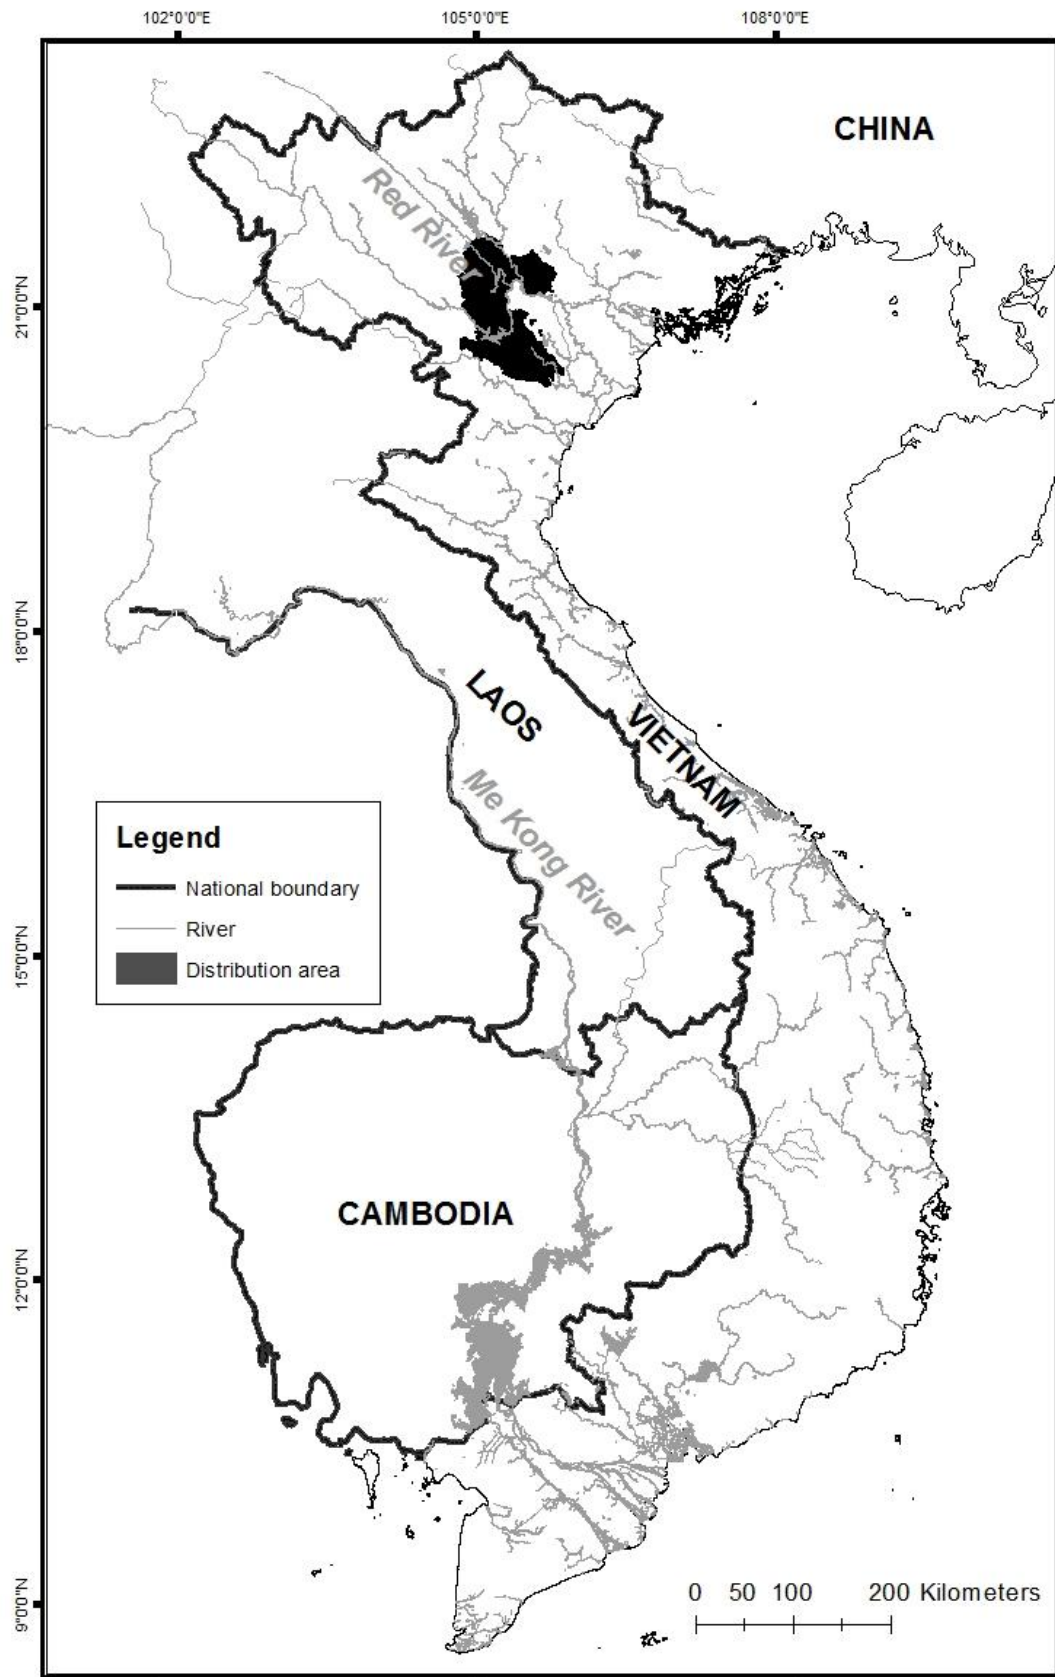 102°0'0"E 105°0'0"E 108°0'0"E
CHINA
Red River
21°0'0"N
18°0'0"N
LAOS
VIETNAM
Me Kong River
Legend
National boundary
River
Distribution area
15°0'0"N
CAMBODIA
12°0'0"N
0 50 100 200 Kilometers
9°0'0"N